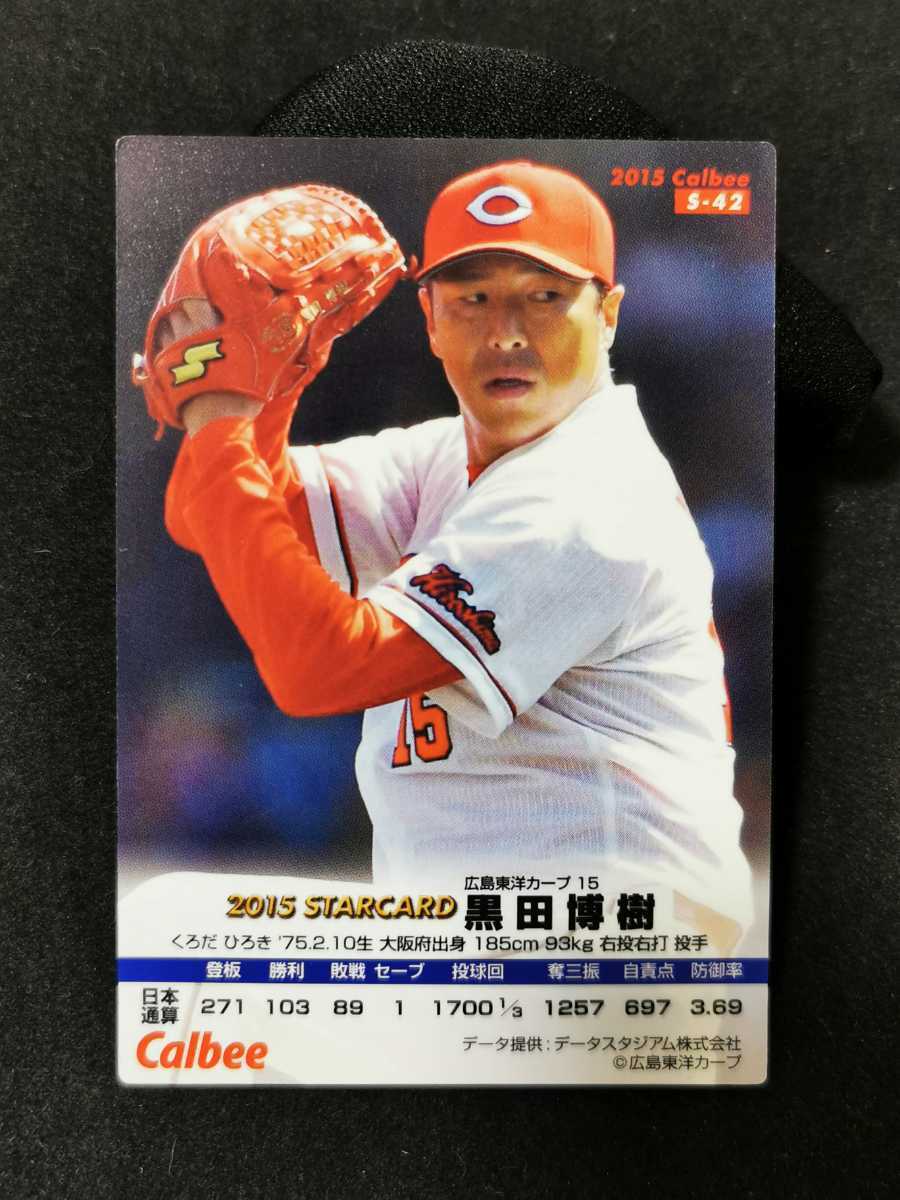 2015 Calbee
S-42
Hiroshima
15
広島東洋カープ 15
2015 STARCARD 黒田博樹
くろだ ひろき '75.2.10生 大阪府出身 185cm 93kg 右投右打 投手
登板 勝利 敗戦 セーブ 投球回 奪三振 自責点 防御率
日本通算 271 103 89 1 1700 1/3 1257 697 3.69
Calbee
データ提供:データスタジアム株式会社
©広島東洋カープ